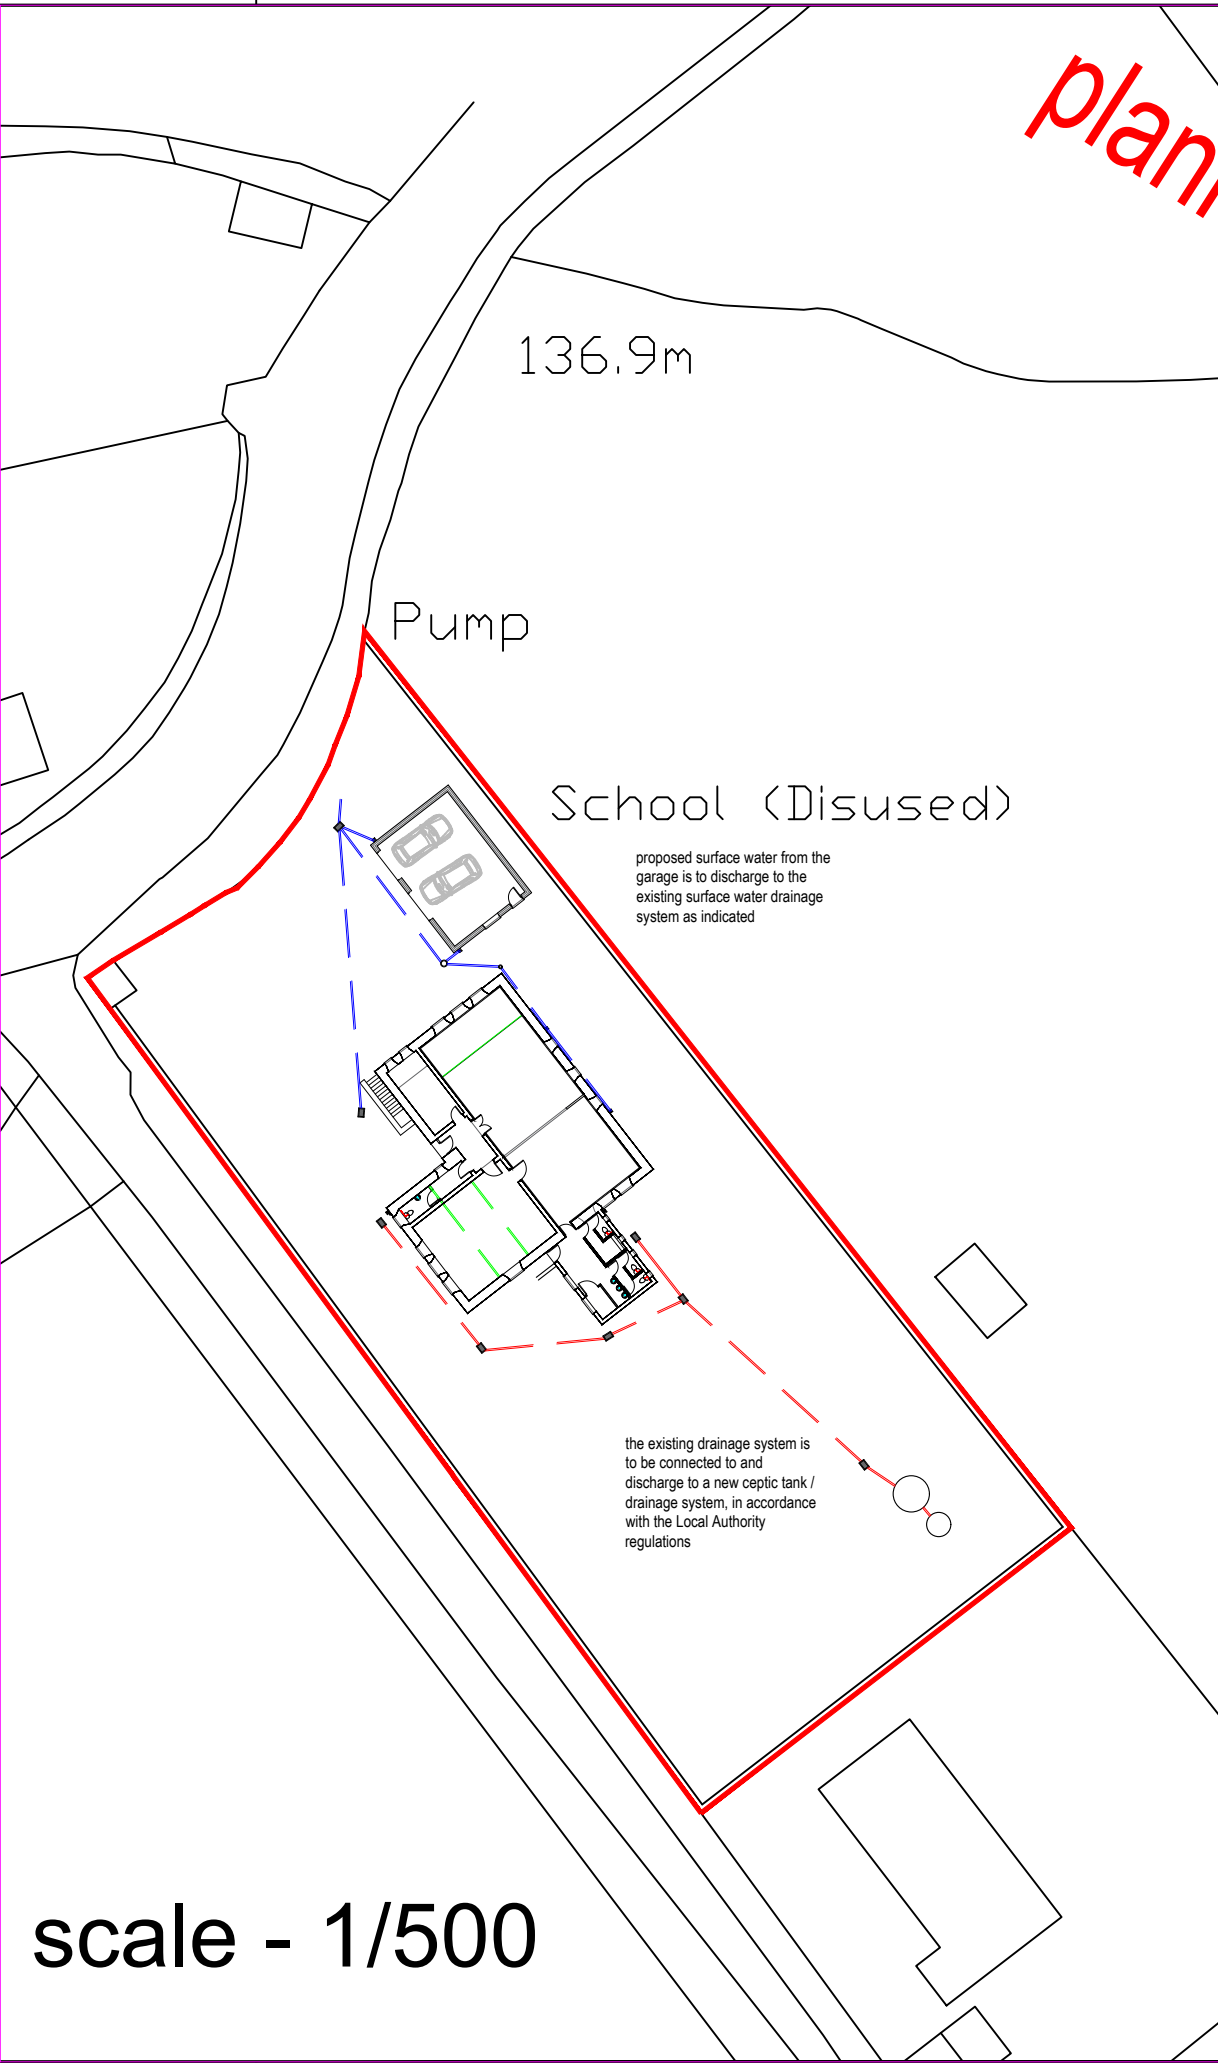 136.9m
Pump
School (Disused)
proposed surface water from the
garage is to discharge to the
existing surface water drainage
system as indicated
the existing drainage system is
to be connected to and
discharge to a new ceptic tank /
drainage system, in accordance
with the Local Authority
regulations
scale - 1/500